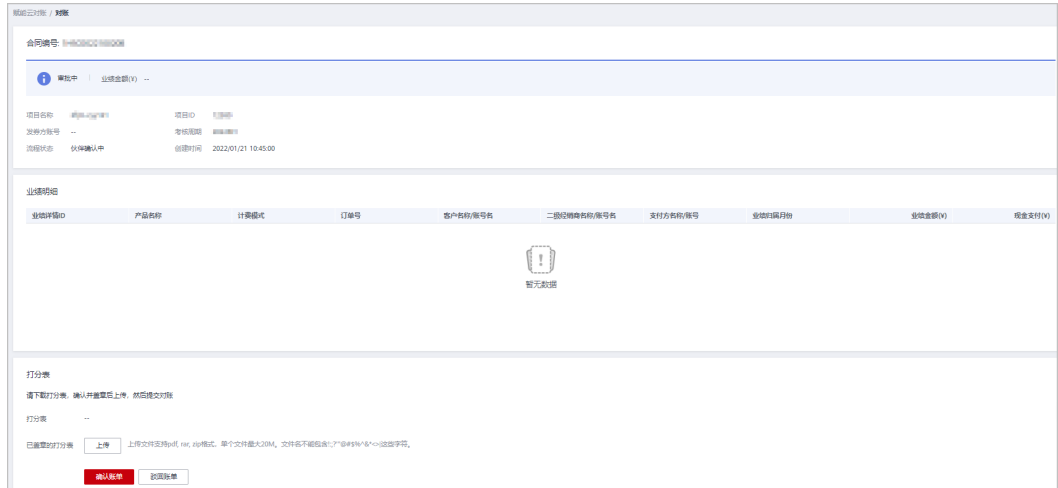 赋能云对账 / 对账
合同编号:
审批中 业绩金额(¥) --
项目名称 项目ID
发券方账号 -- 考核周期
流程状态 伙伴确认中 创建时间 2022/01/21 10:45:00
业绩明细
业绩详情ID 产品名称 计费模式 订单号 客户名称/账号名 二级经销商名称/账号名 支付方名称/账号 业绩归属月份 业绩金额(¥) 现金支付(¥)
暂无数据
打分表
请下载打分表，确认并盖章后上传，然后提交对账
打分表 --
已盖章的打分表 上传 上传文件支持pdf, rar, zip格式，单个文件最大20M。文件名不能包含!:;?'"@#$%^&*<>|这些字符。
确认账单 驳回账单